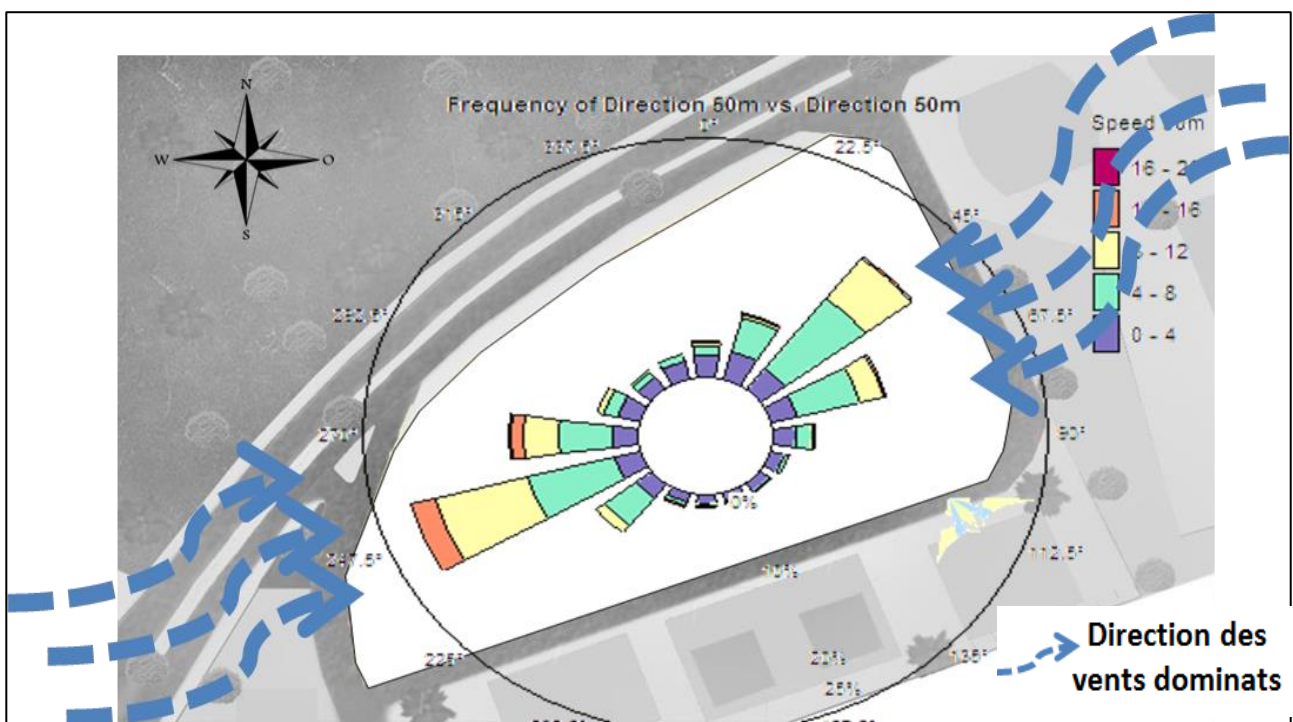 N
W
O
S
Frequency of Direction 50m vs. Direction 50m
0°
337.5°
22.5°
315°
45°
292.5°
67.5°
270°
90°
247.5°
112.5°
225°
135°
0%
10%
20%
25%
Speed
16 - 2
16
12
4 - 8
0 - 4
Direction des
vents dominats